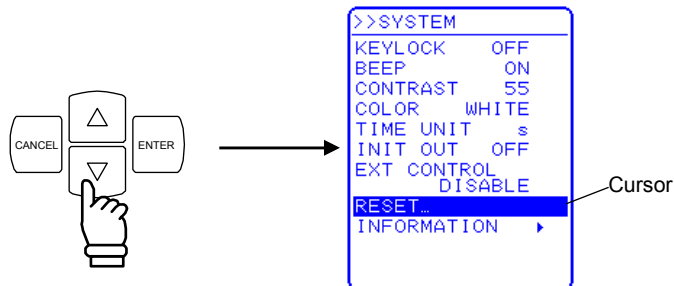 CANCEL
ENTER
>>SYSTEM
KEYLOCK OFF
BEEP ON
CONTRAST 55
COLOR WHITE
TIME UNIT s
INIT OUT OFF
EXT CONTROL
DISABLE
RESET…
INFORMATION
Cursor